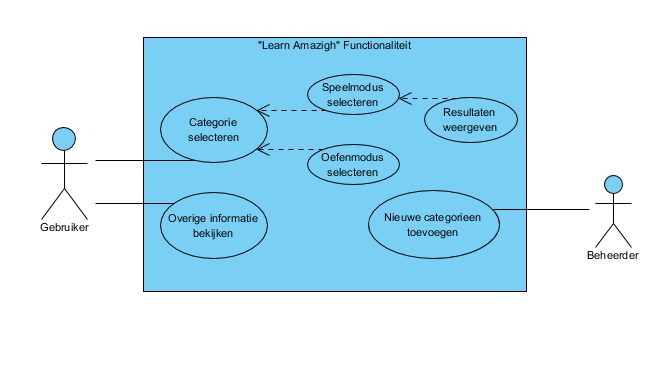 "Learn Amazigh" Functionaliteit
Speelmodus
selecteren
Categorie
selecteren
Resultaten
weergeven
Oefenmodus
selecteren
Overige informatie
bekijken
Nieuwe categorieen
toevoegen
Gebruiker
Beheerder